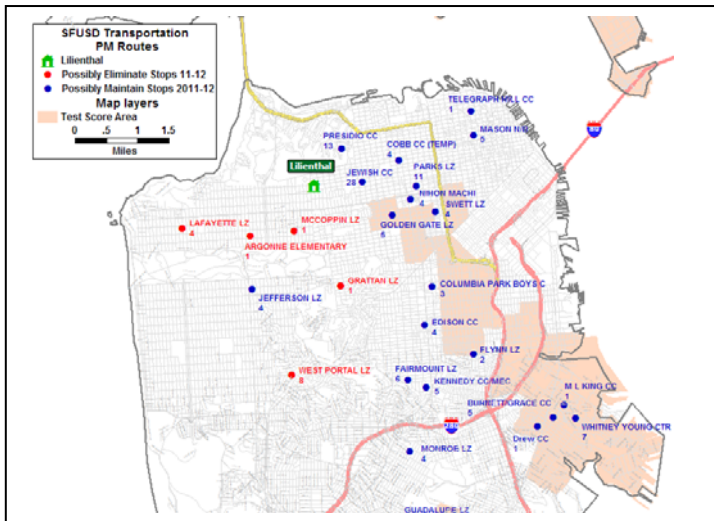 SFUSD Transportation
PM Routes
Lilienthal
Possibly Eliminate Stops 11-12
Possibly Maintain Stops 2011-12
Map layers
Test Score Area
0 .5 1 1.5
Miles
TELEGRAPH HILL CC
1
MASON N/H
5
PRESIDIO CC
13
COBB CC (TEMP)
4
Lilienthal
JEWISH CC
28
PARKS LZ
11
NIHON MACHI
4
SWETT LZ
4
GOLDEN GATE LZ
6
LAFAYETTE LZ
4
MCCOPPIN LZ
1
ARGONNE ELEMENTARY
1
GRATTAN LZ
1
JEFFERSON LZ
4
COLUMBIA PARK BOYS C
3
EDISON CC
4
FLYNN LZ
2
WEST PORTAL LZ
8
FAIRMOUNT LZ
6
KENNEDY CC/MEC
5
M L KING CC
1
BURNETT/GRACE CC
5
WHITNEY YOUNG CTR
7
Drew CC
1
280
MONROE LZ
4
GUADALUPE LZ